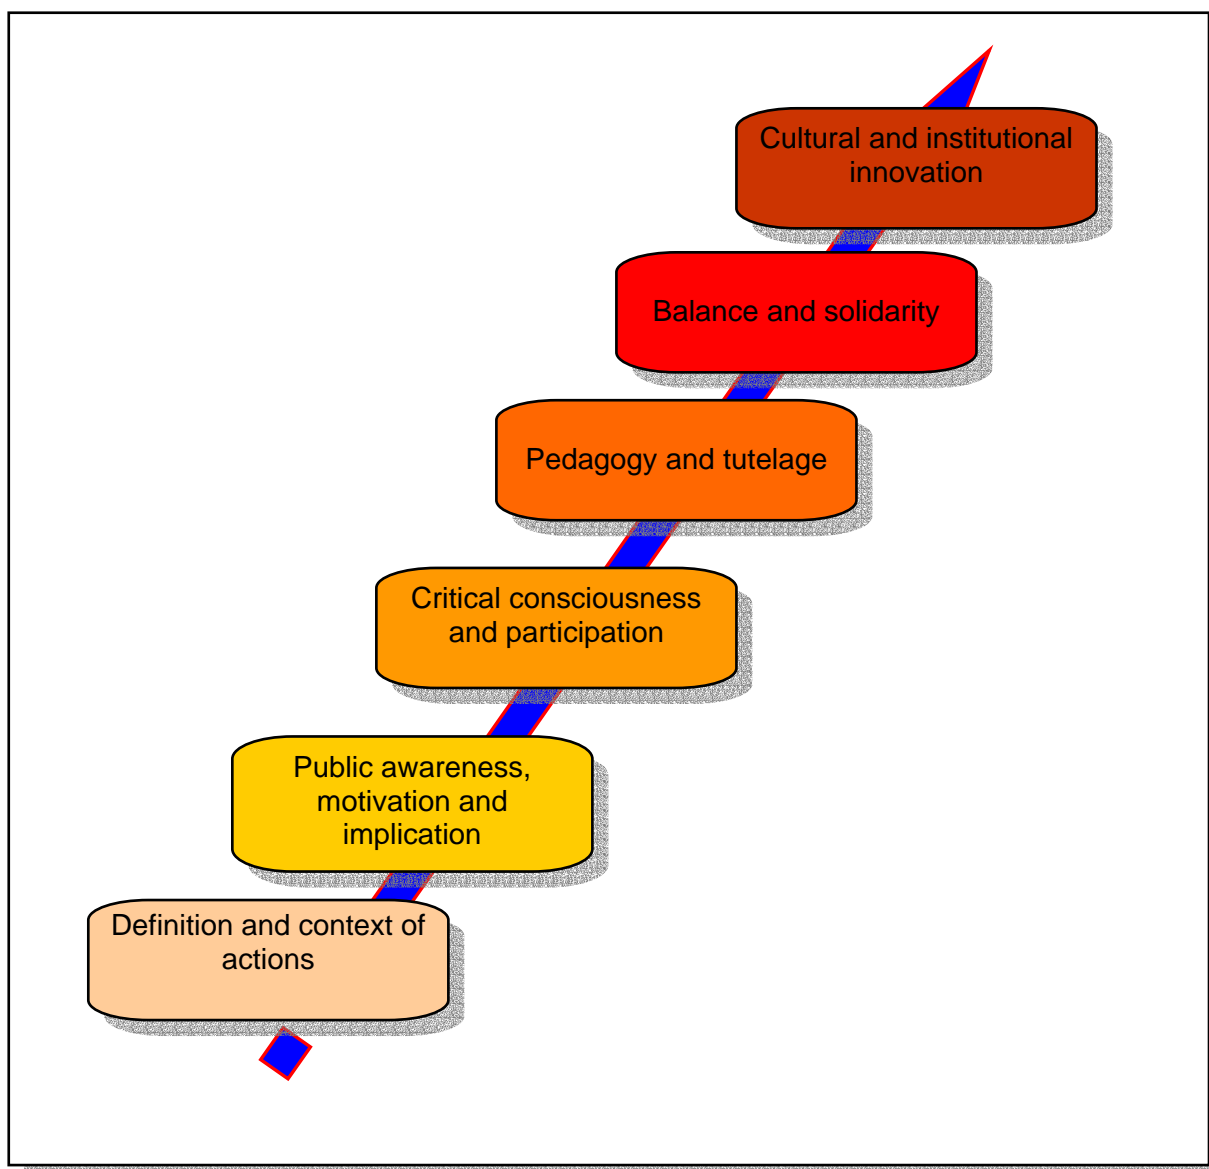 Cultural and institutional
innovation
Balance and solidarity
Pedagogy and tutelage
Critical consciousness
and participation
Public awareness,
motivation and
implication
Definition and context of
actions